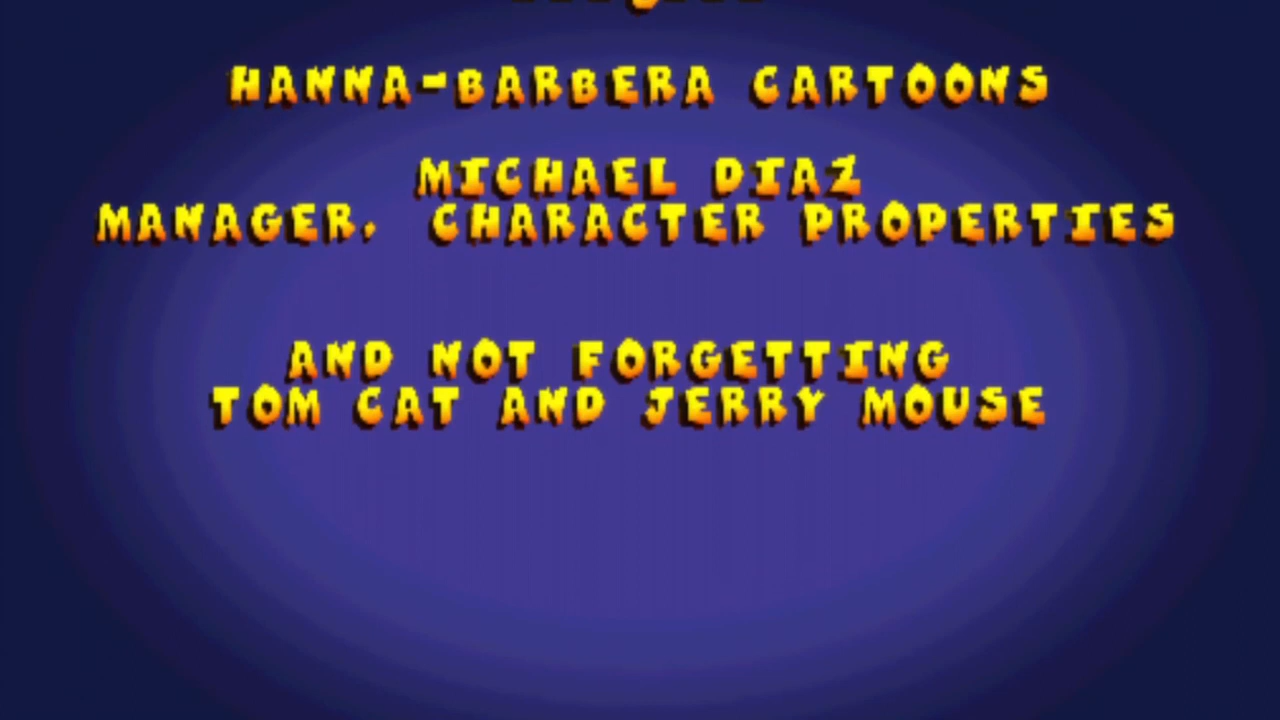 HANNA-BARBERA CARTOONS
MICHAEL DIAZ
MANAGER. CHARACTER PROPERTIES
AND NOT FORGETTING
TOM CAT AND JERRY MOUSE